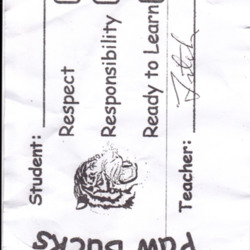 Paw Bucks
Student:
Respect
Responsibility
Ready to Learn
Teacher: